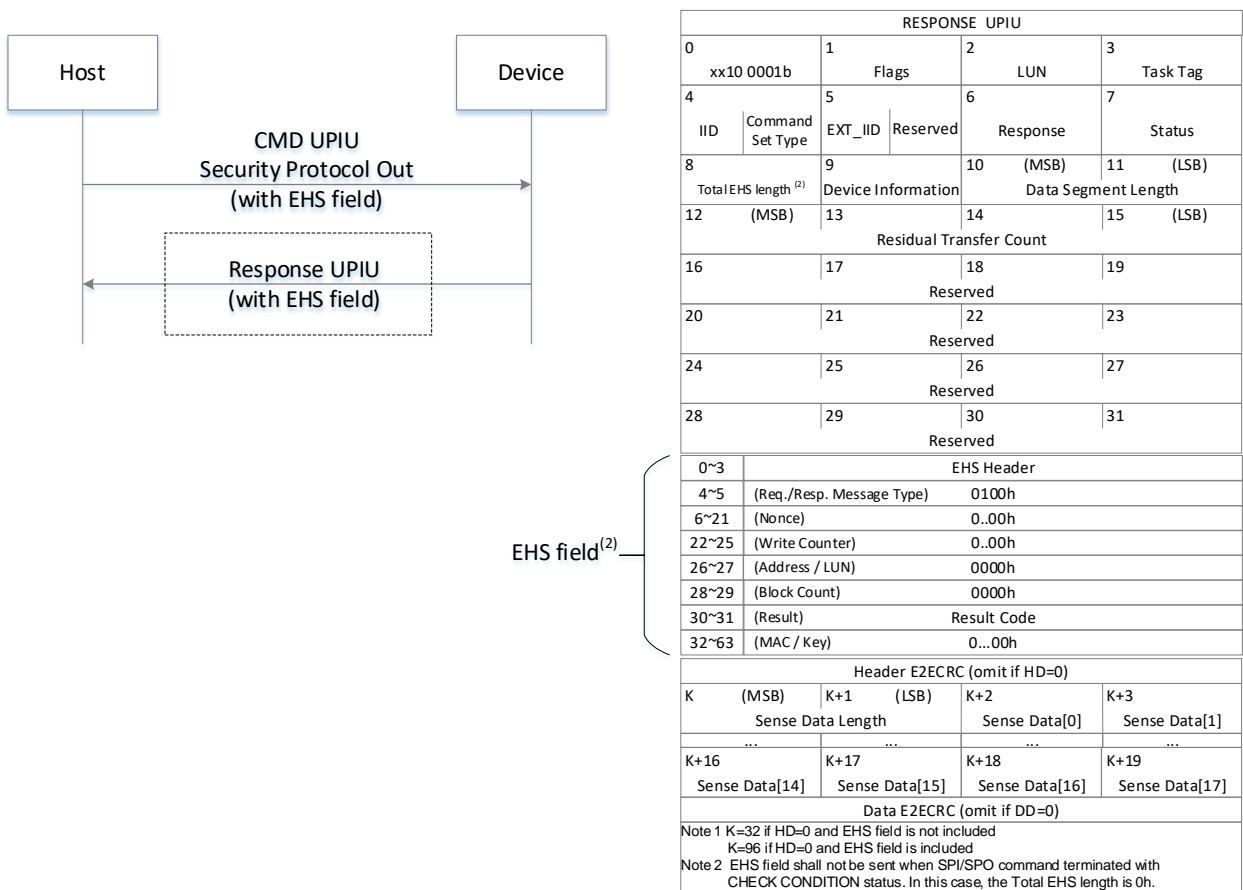 Host
Device
CMD UPIU
Security Protocol Out
(with EHS field)
Response UPIU
(with EHS field)
RESPONSE UPIU
0 1 2 3
xx10 0001b Flags LUN Task Tag
4 5 6 7
IID Command Set Type EXT_IID Reserved Response Status
8 9 10 (MSB) 11 (LSB)
Total EHS length (2) Device Information Data Segment Length
12 (MSB) 13 14 15 (LSB)
Residual Transfer Count
16 17 18 19
Reserved
20 21 22 23
Reserved
24 25 26 27
Reserved
28 29 30 31
Reserved
EHS field(2)
0~3 EHS Header
4~5 (Req./Resp. Message Type) 0100h
6~21 (Nonce) 0..00h
22~25 (Write Counter) 0..00h
26~27 (Address / LUN) 0000h
28~29 (Block Count) 0000h
30~31 (Result) Result Code
32~63 (MAC / Key) 0...00h
Header E2ECRC (omit if HD=0)
K (MSB) K+1 (LSB) K+2 K+3
Sense Data Length Sense Data[0] Sense Data[1]
... ... ... ...
K+16 K+17 K+18 K+19
Sense Data[14] Sense Data[15] Sense Data[16] Sense Data[17]
Data E2ECRC (omit if DD=0)
Note 1 K=32 if HD=0 and EHS field is not included
K=96 if HD=0 and EHS field is included
Note 2 EHS field shall not be sent when SPI/SPO command terminated with
CHECK CONDITION status. In this case, the Total EHS length is 0h.